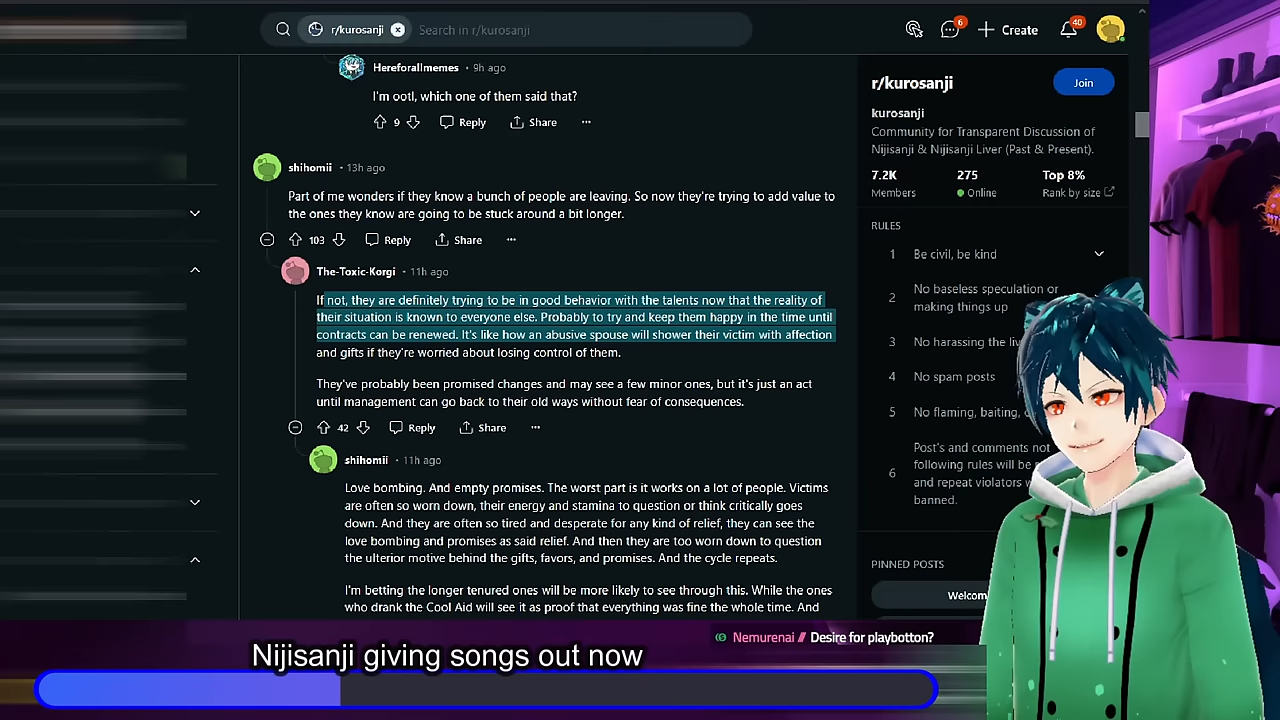 r/kurosanji
Search in r/kurosanji
6
Create
40
Hereforallmemes • 9h ago
I'm ootl, which one of them said that?
9
Reply
Share
shihomii • 13h ago
Part of me wonders if they know a bunch of people are leaving. So now they're trying to add value to
the ones they know are going to be stuck around a bit longer.
103
Reply
Share
The-Toxic-Korgi • 11h ago
If not, they are definitely trying to be in good behavior with the talents now that the reality of
their situation is known to everyone else. Probably to try and keep them happy in the time until
contracts can be renewed. It's like how an abusive spouse will shower their victim with affection
and gifts if they're worried about losing control of them.
They've probably been promised changes and may see a few minor ones, but it's just an act
until management can go back to their old ways without fear of consequences.
42
Reply
Share
shihomii • 11h ago
Love bombing. And empty promises. The worst part is it works on a lot of people. Victims
are often so worn down, their energy and stamina to question or think critically goes
down. And they are often so tired and desperate for any kind of relief, they can see the
love bombing and promises as said relief. And then they are too worn down to question
the ulterior motive behind the gifts, favors, and promises. And the cycle repeats.
I'm betting the longer tenured ones will be more likely to see through this. While the ones
who drank the Cool Aid will see it as proof that everything was fine the whole time. And
r/kurosanji
Join
kurosanji
Community for Transparent Discussion of
Nijisanji & Nijisanji Liver (Past & Present).
7.2K
275
Top 8%
Members
Online
Rank by size
RULES
1 Be civil, be kind
2 No baseless speculation or
making things up
3 No harassing the
4 No spam posts
5 No flaming, baiting,
6 Post's and comments not
following rules will be
and repeat violators
banned.
PINNED POSTS
Nemurenai // Desire for playbotton?
Nijisanji giving songs out now